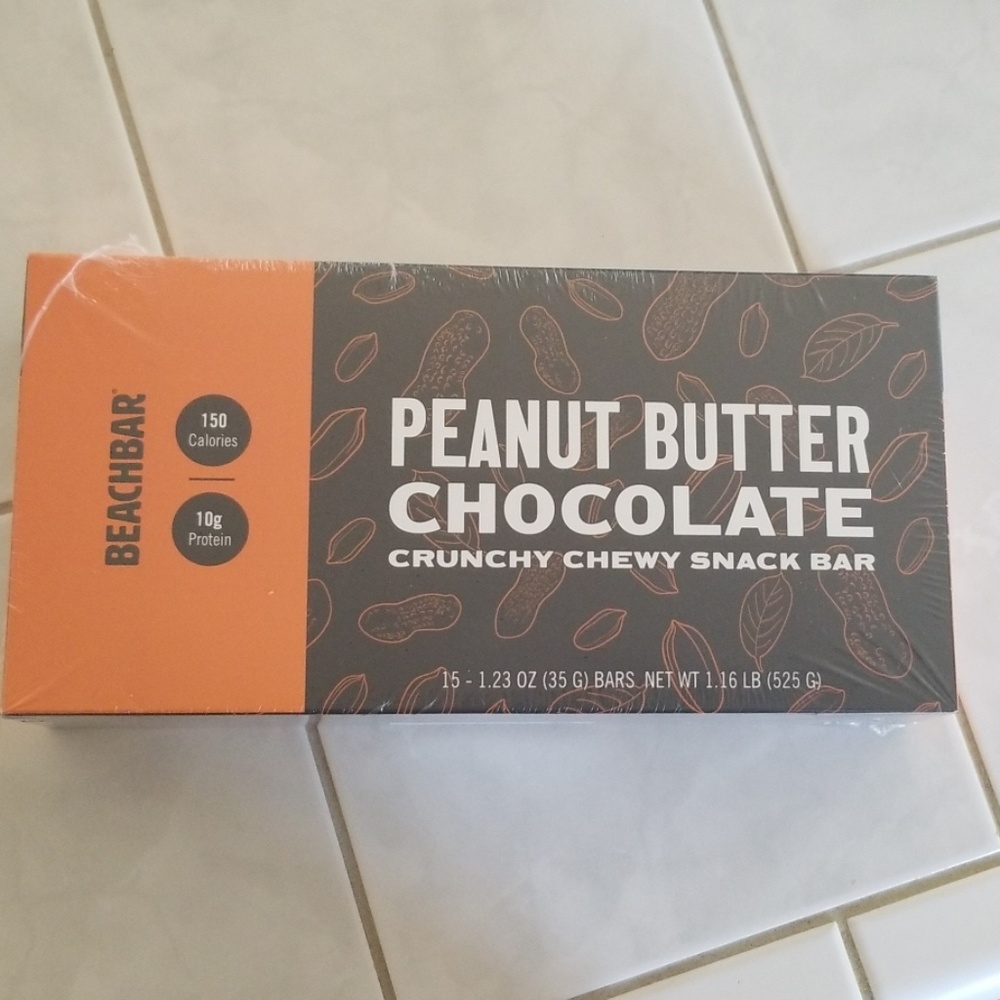 BEACHBAR
150
Calories
10g
Protein
PEANUT BUTTER
CHOCOLATE
CRUNCHY CHEWY SNACK BAR
15 - 1.23 OZ (35 G) BARS NET WT 1.16 LB (525 G)